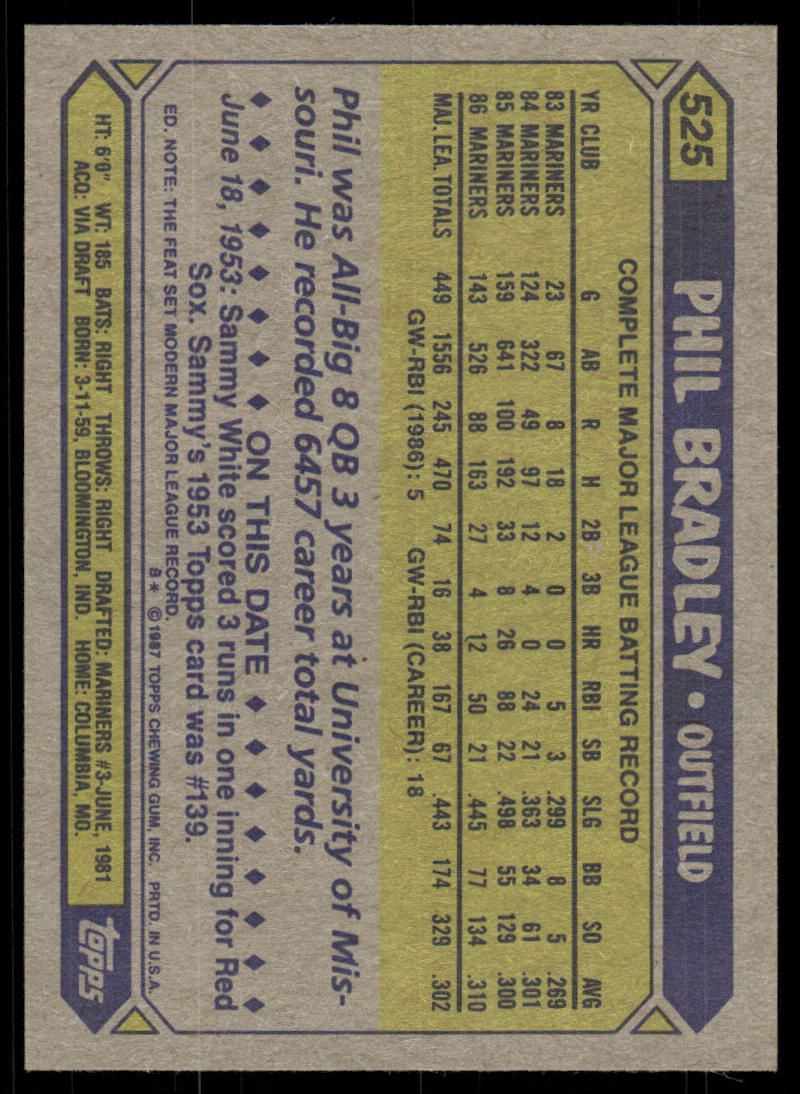 525 PHIL BRADLEY • OUTFIELD
COMPLETE MAJOR LEAGUE BATTING RECORD
YR CLUB G AB R H 2B 3B HR RBI SB SLG BB SO AVG
83 MARINERS 23 67 8 18 2 0 0 5 3 .299 8 5 .269
84 MARINERS 124 322 49 97 12 4 0 24 21 .363 34 61 .301
85 MARINERS 159 641 100 192 33 8 26 88 22 .498 55 129 .300
86 MARINERS 143 526 88 163 27 4 12 50 21 .445 77 134 .310
MAJ. LEA. TOTALS 449 1556 245 470 74 16 38 167 67 .443 174 329 .302
GW-RBI (1986): 5 GW-RBI (CAREER): 18
Phil was All-Big 8 QB 3 years at University of Mis-
souri. He recorded 6457 career total yards.
◆ ◆ ◆ ◆ ◆ ◆ ◆ ◆ ON THIS DATE ◆ ◆ ◆ ◆ ◆ ◆ ◆ ◆
June 18, 1953: Sammy White scored 3 runs in one inning for Red
Sox. Sammy's 1953 Topps card was #139.
ED. NOTE: THE FEAT SET MODERN MAJOR LEAGUE RECORD.
B* © 1987 TOPPS CHEWING GUM, INC. PRTD. IN U.S.A.
HT: 6'0" WT: 185 BATS: RIGHT THROWS: RIGHT DRAFTED: MARINERS #3-JUNE, 1981
ACQ: VIA DRAFT BORN: 3-11-59, BLOOMINGTON, IND. HOME: COLUMBIA, MO.
topps